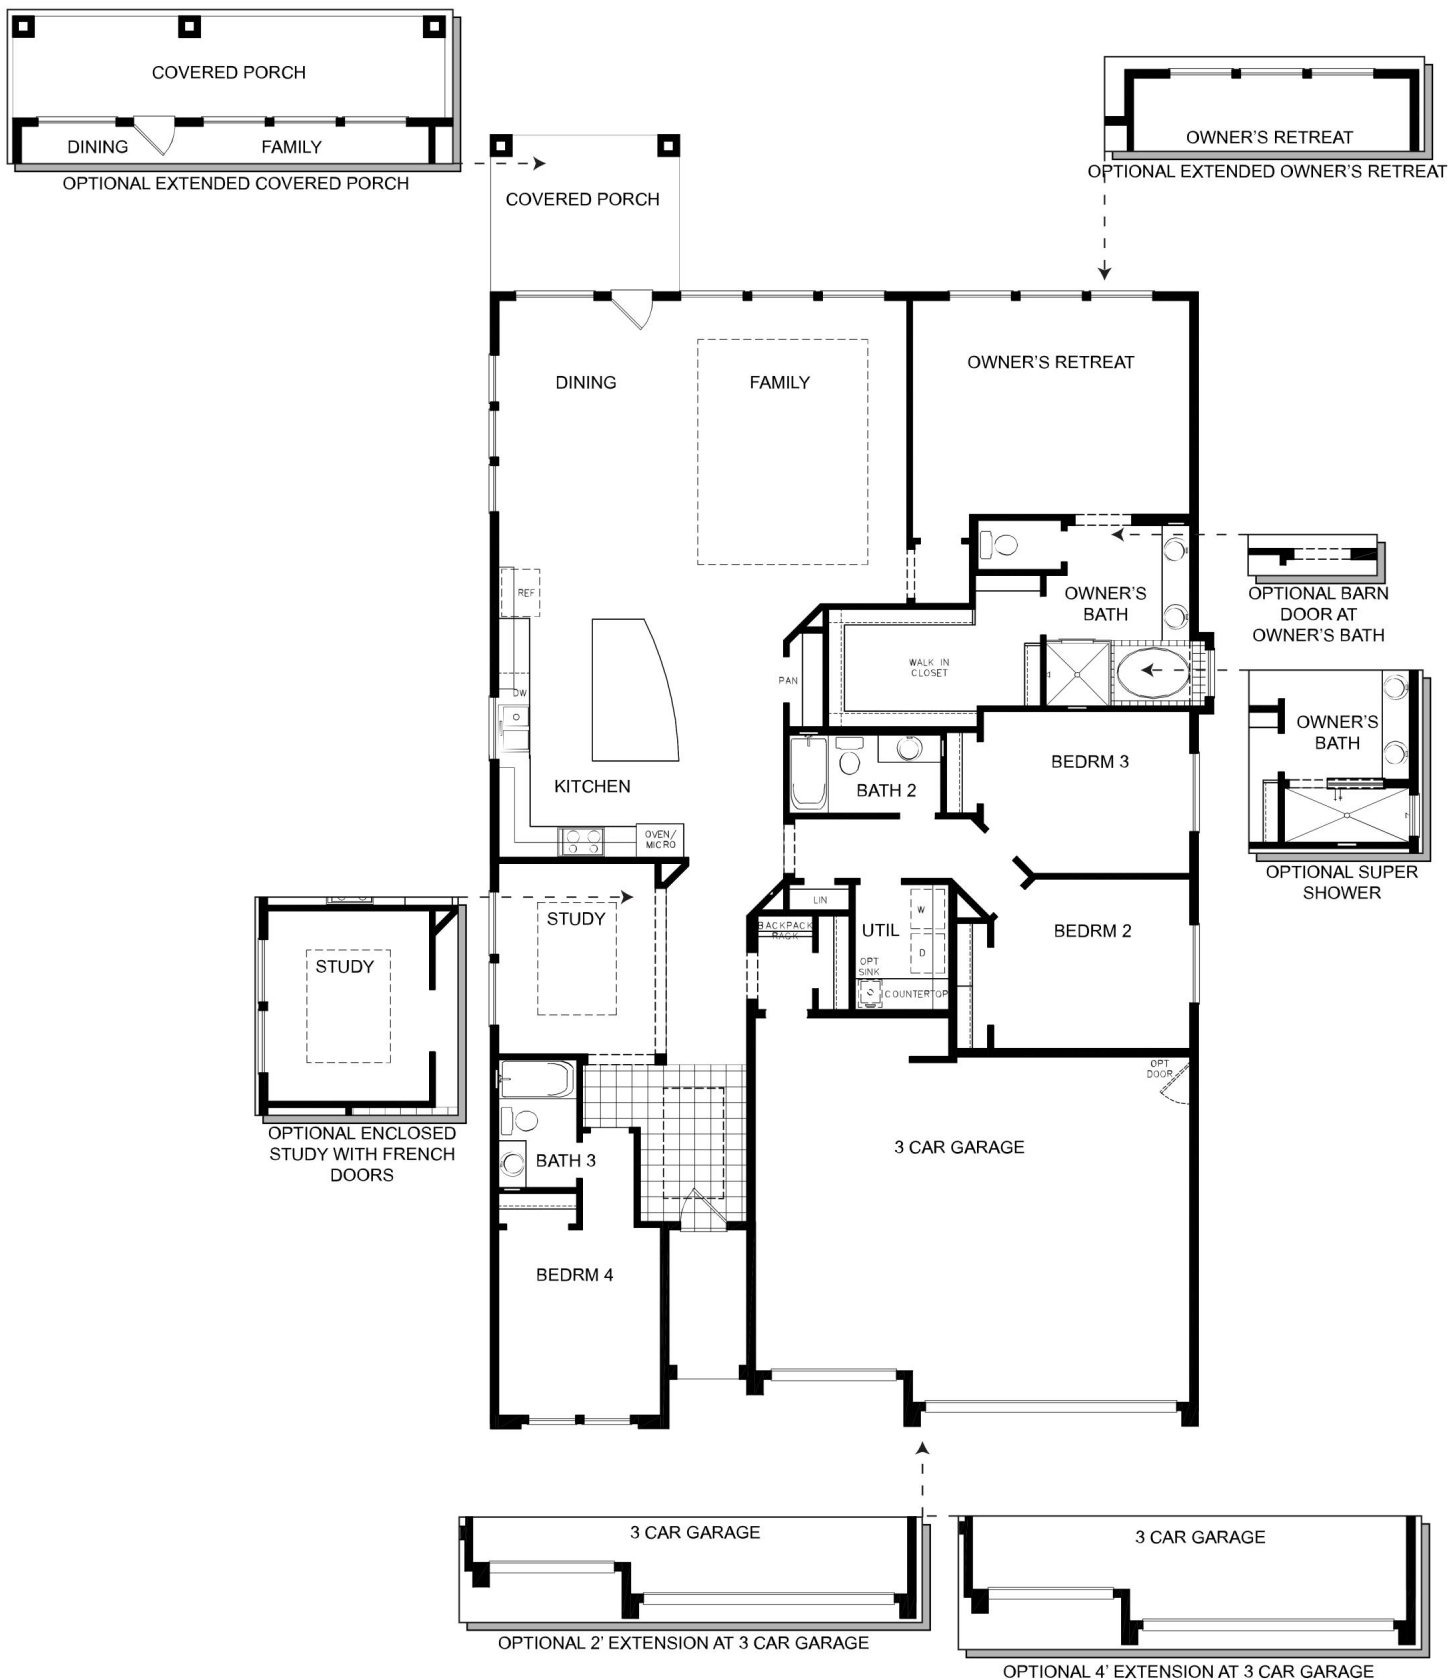 COVERED PORCH
DINING
FAMILY
OPTIONAL EXTENDED COVERED PORCH
OWNER'S RETREAT
OPTIONAL EXTENDED OWNER'S RETREAT
COVERED PORCH
DINING
FAMILY
OWNER'S RETREAT
REF
OWNER'S
BATH
OPTIONAL BARN
DOOR AT
OWNER'S BATH
WALK IN
CLOSET
PAN
DW
OWNER'S
BATH
OPTIONAL SUPER
SHOWER
KITCHEN
BATH 2
BEDRM 3
OVEN/
MICRO
LIN
W
D
UTIL
OPT
SINK
COUNTERTOP
BACKPACK
RACK
BEDRM 2
STUDY
STUDY
OPTIONAL ENCLOSED
STUDY WITH FRENCH
DOORS
OPT
DOOR
3 CAR GARAGE
BATH 3
BEDRM 4
3 CAR GARAGE
OPTIONAL 2' EXTENSION AT 3 CAR GARAGE
3 CAR GARAGE
OPTIONAL 4' EXTENSION AT 3 CAR GARAGE